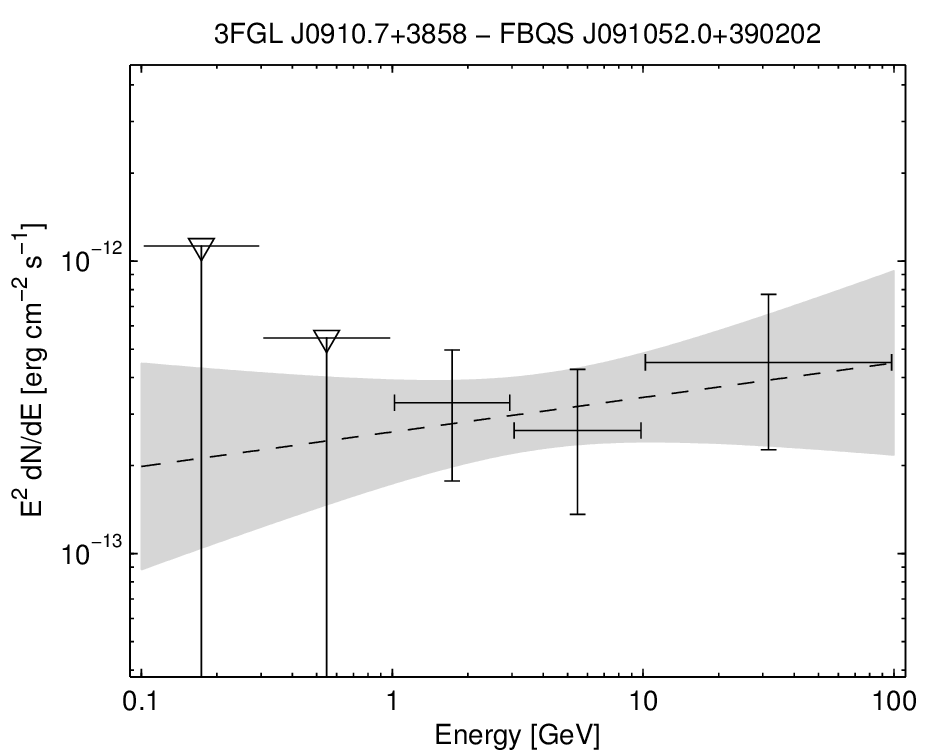 3FGL J0910.7+3858 − FBQS J091052.0+390202
E² dN/dE [erg cm⁻² s⁻¹]
10⁻¹²
10⁻¹³
0.1 1 10 100
Energy [GeV]